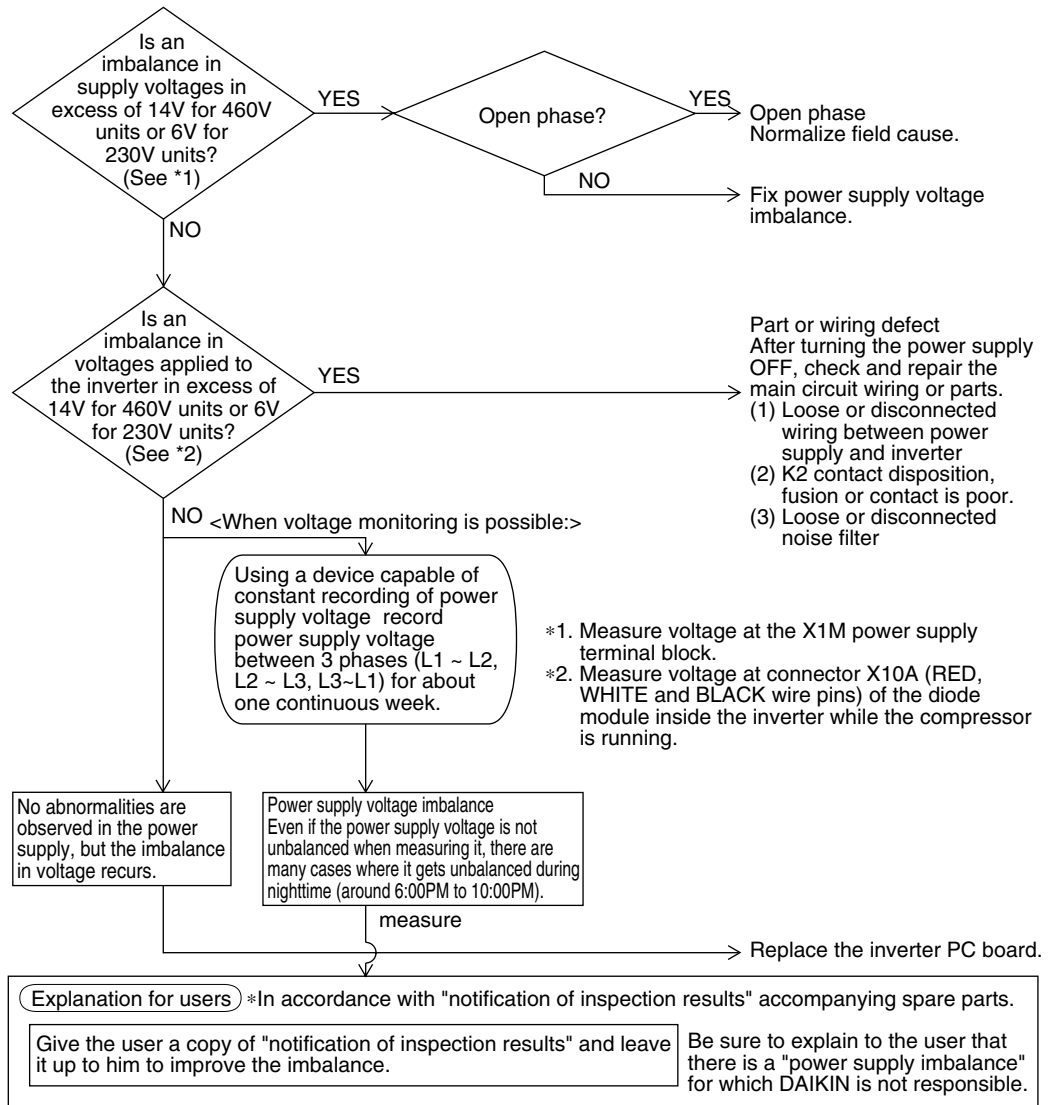 Is an
imbalance in
supply voltages in
excess of 14V for 460V
units or 6V for
230V units?
(See *1)
YES
Open phase?
YES
Open phase
Normalize field cause.
NO
Fix power supply voltage
imbalance.
NO
Is an
imbalance in
voltages applied to
the inverter in excess of
14V for 460V units or 6V
for 230V units?
(See *2)
YES
Part or wiring defect
After turning the power supply
OFF, check and repair the
main circuit wiring or parts.
(1) Loose or disconnected
wiring between power
supply and inverter
(2) K2 contact disposition,
fusion or contact is poor.
(3) Loose or disconnected
noise filter
NO
<When voltage monitoring is possible:>
Using a device capable of
constant recording of power
supply voltage record
power supply voltage
between 3 phases (L1 ~ L2,
L2 ~ L3, L3~L1) for about
one continuous week.
*1. Measure voltage at the X1M power supply
terminal block.
*2. Measure voltage at connector X10A (RED,
WHITE and BLACK wire pins) of the diode
module inside the inverter while the compressor
is running.
No abnormalities are
observed in the power
supply, but the imbalance
in voltage recurs.
Power supply voltage imbalance
Even if the power supply voltage is not
unbalanced when measuring it, there are
many cases where it gets unbalanced during
nighttime (around 6:00PM to 10:00PM).
measure
Replace the inverter PC board.
Explanation for users *In accordance with "notification of inspection results" accompanying spare parts.
Give the user a copy of "notification of inspection results" and leave
it up to him to improve the imbalance.
Be sure to explain to the user that
there is a "power supply imbalance"
for which DAIKIN is not responsible.